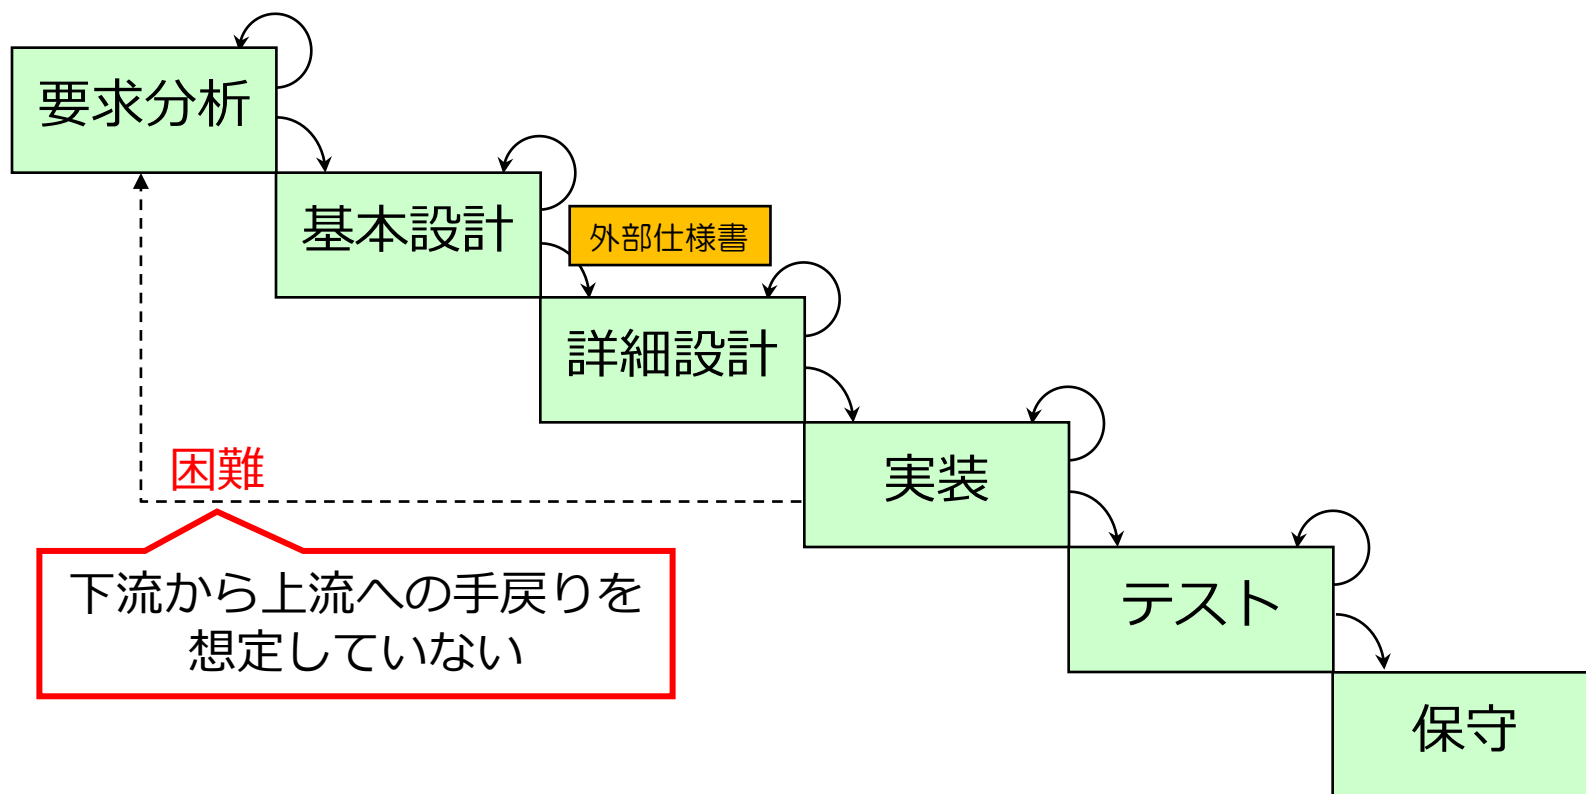 要求分析
基本設計
外部仕様書
詳細設計
困難
実装
下流から上流への手戻りを
想定していない
テスト
保守